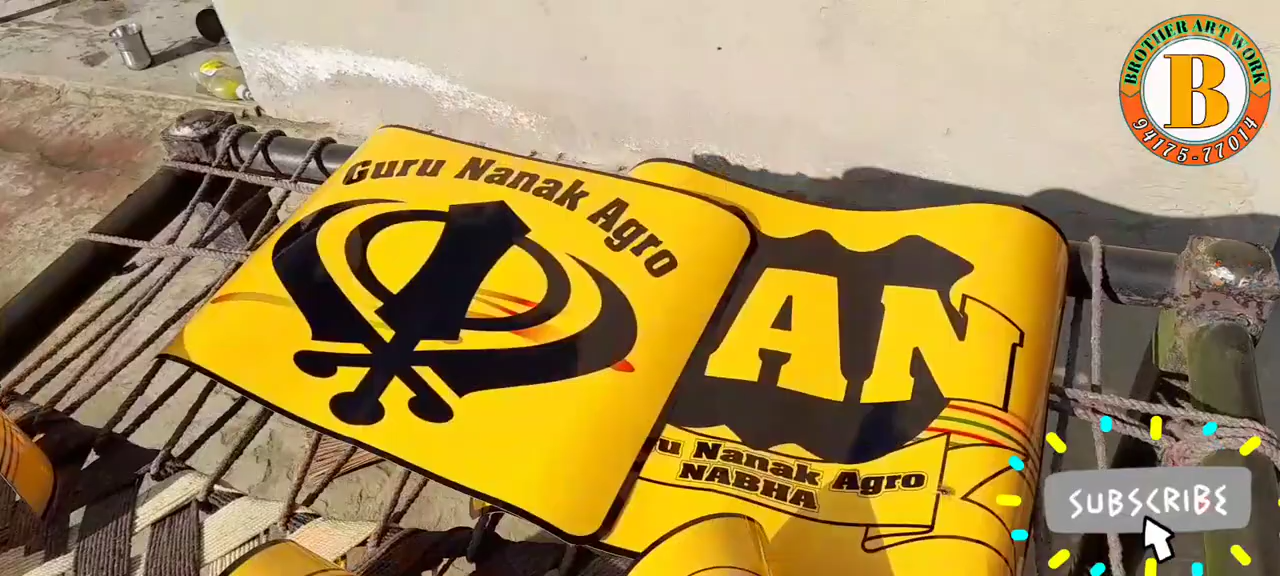 BROTHER ART WORK
B
94175-77014
Guru Nanak Agro
AN
Nanak Agro
NABHA
SUBSCRIBE